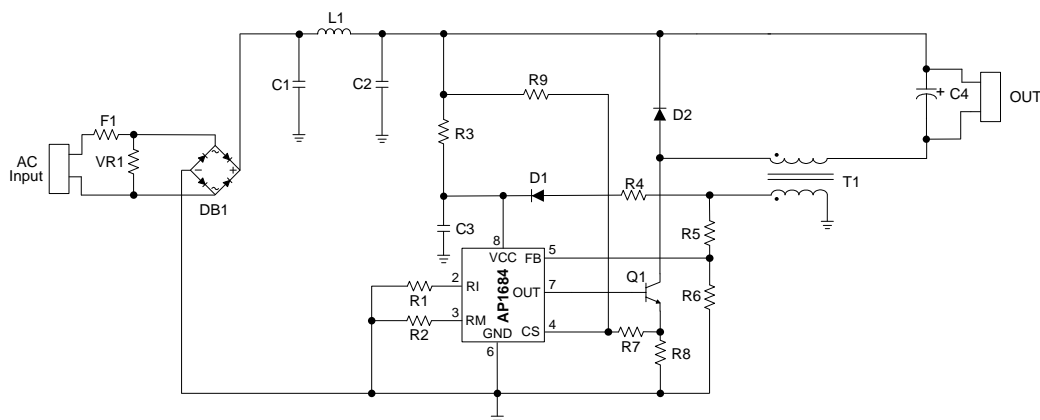 L1
C1
C2
R9
D2
C4
+
OUT
F1
R3
AC
Input
VR1
- +
~
~
DB1
D1
R4
T1
C3
R5
8
VCC
FB
5
2
RI
AP1684
OUT
7
Q1
R6
R1
3
RM
CS
4
R2
GND
R7
R8
6